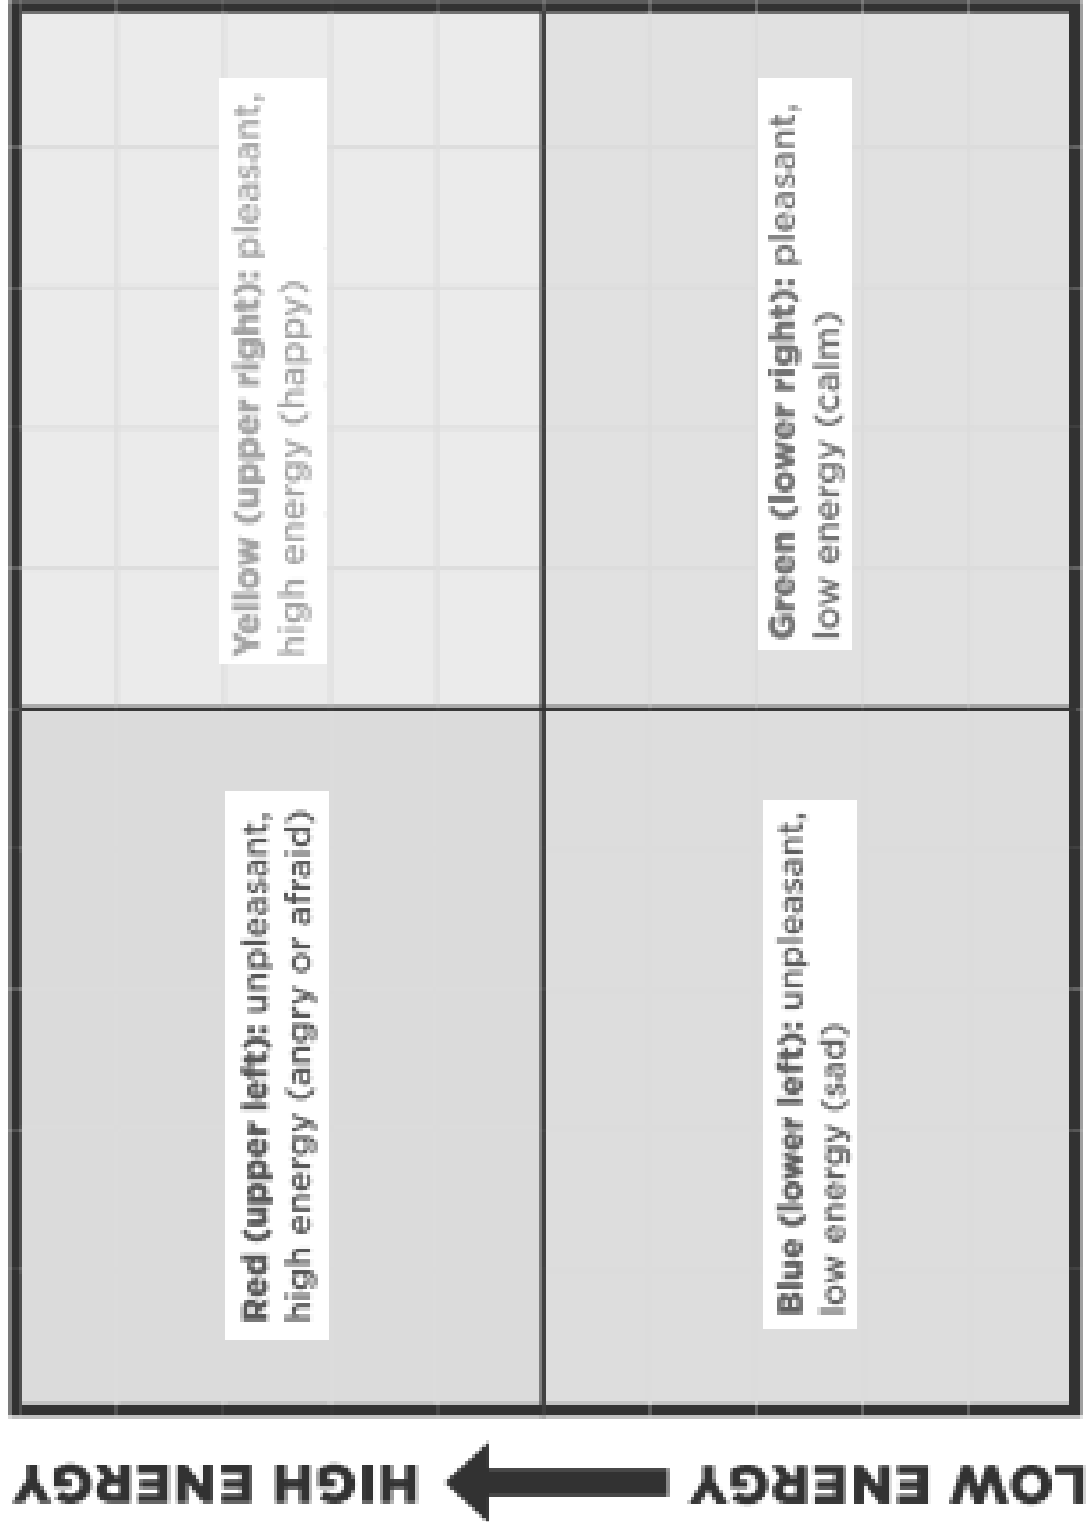 Yellow (upper right): pleasant,
high energy (happy)
Green (lower right): pleasant,
low energy (calm)
Red (upper left): unpleasant,
high energy (angry or afraid)
Blue (lower left): unpleasant,
low energy (sad)
LOW ENERGY
HIGH ENERGY